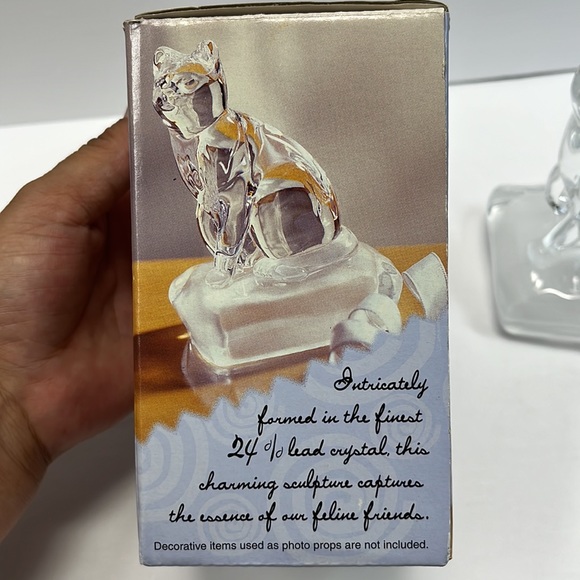 Intricately
formed in the finest
24% lead crystal, this
charming sculpture captures
the essence of our feline friends.
Decorative items used as photo props are not included.